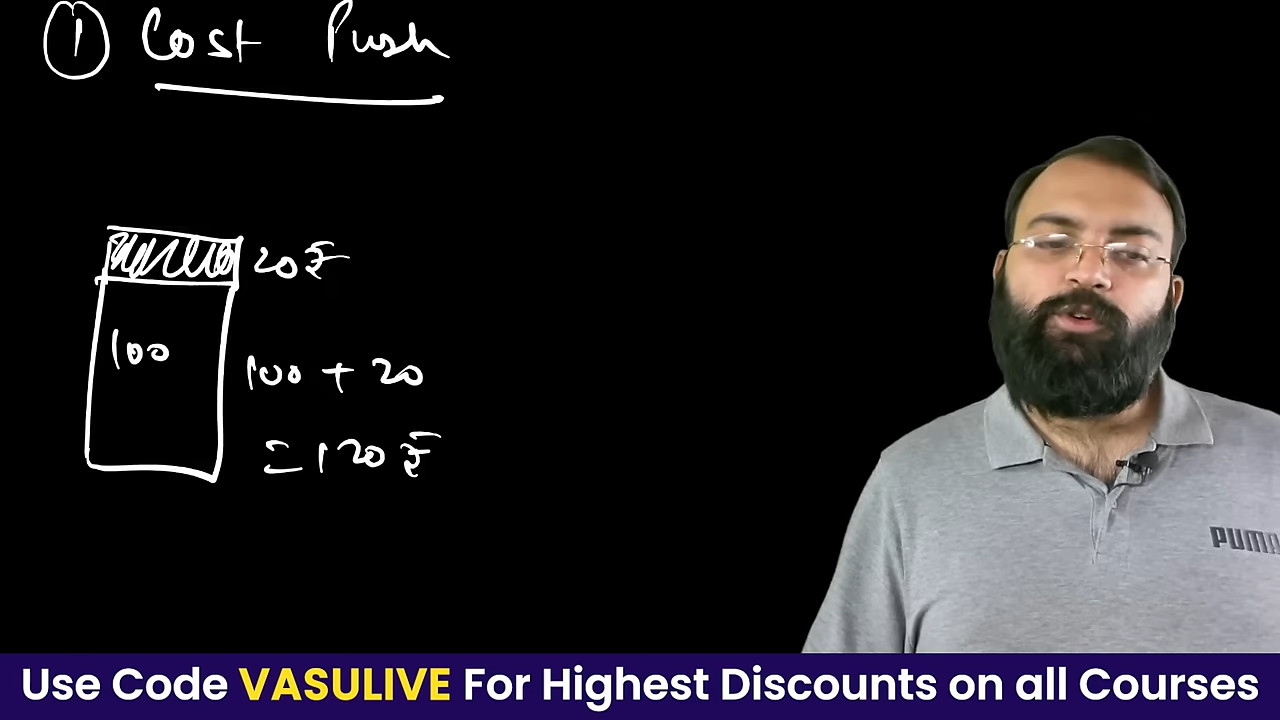 ① Cost Push
20₹
100
100 + 20
= 120₹
PUMA
Use Code VASULIVE For Highest Discounts on all Courses